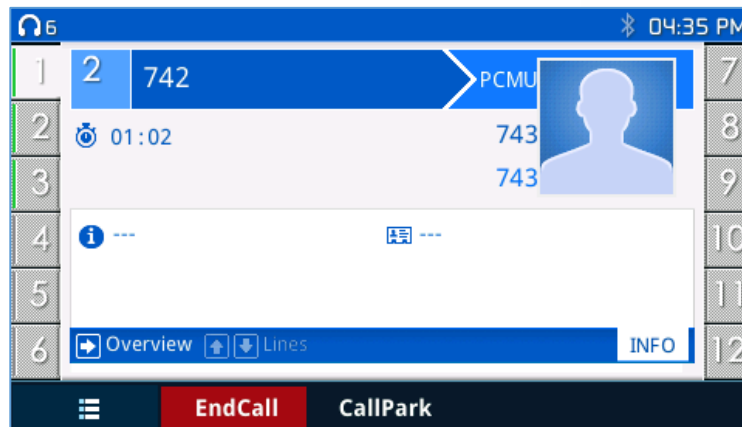 6 04:35 PM
1 2 742 PCMU 7
2 01:02 743 8
3 743 9
4 --- --- 10
5 11
6 Overview Lines INFO 12
EndCall CallPark